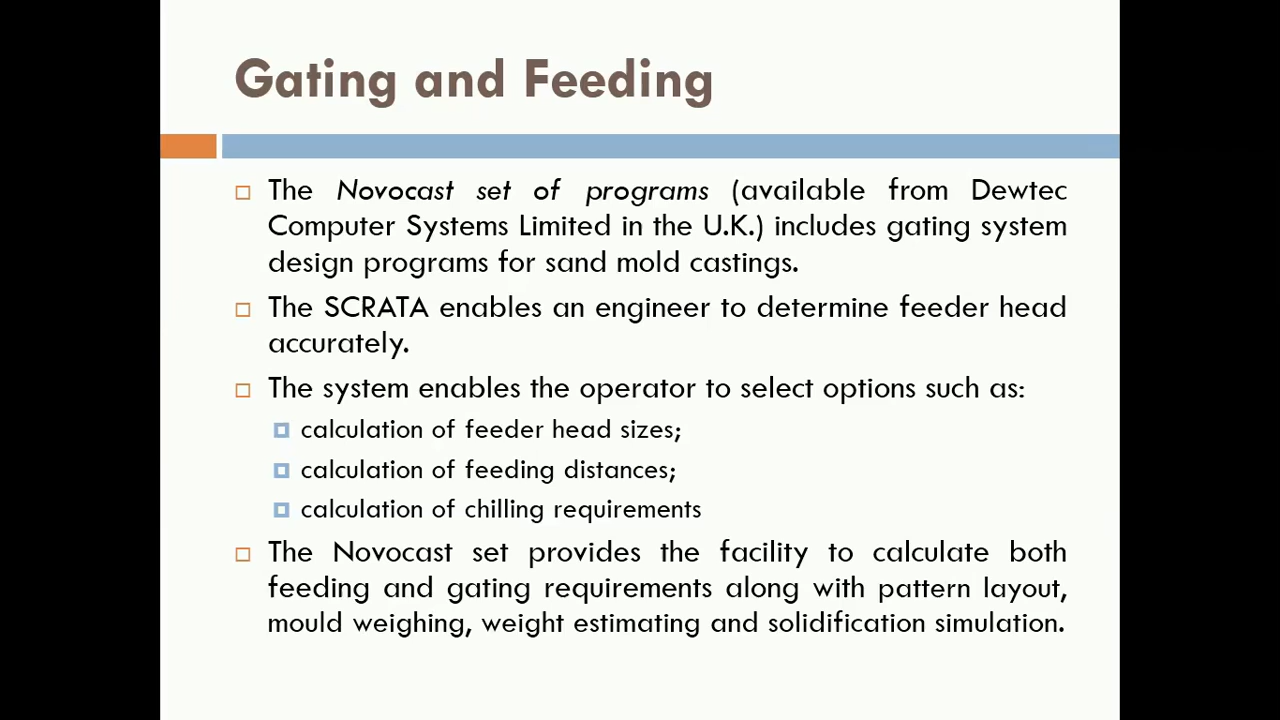 Gating and Feeding
The Novocast set of programs (available from Dewtec
Computer Systems Limited in the U.K.) includes gating system
design programs for sand mold castings.
The SCRATA enables an engineer to determine feeder head
accurately.
The system enables the operator to select options such as:
calculation of feeder head sizes;
calculation of feeding distances;
calculation of chilling requirements
The Novocast set provides the facility to calculate both
feeding and gating requirements along with pattern layout,
mould weighing, weight estimating and solidification simulation.